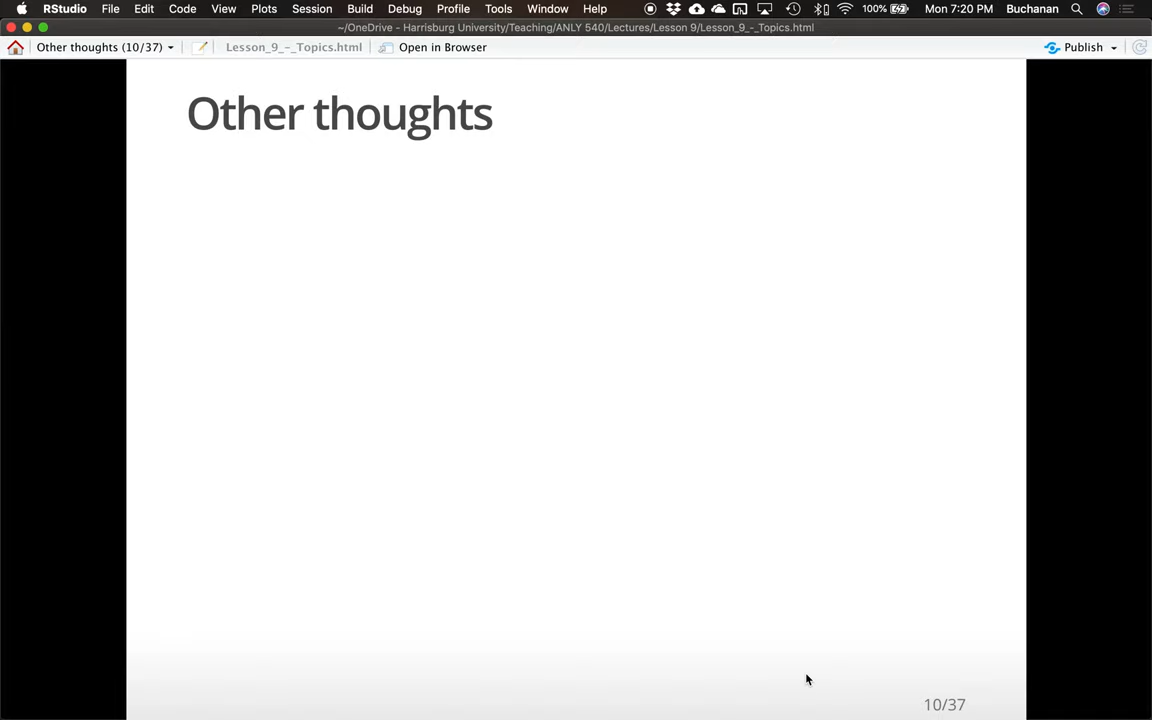 RStudio File Edit Code View Plots Session Build Debug Profile Tools Window Help 100% Mon 7:20 PM Buchanan
~/OneDrive - Harrisburg University/Teaching/ANLY 540/Lectures/Lesson 9/Lesson_9_-_Topics.html
Other thoughts (10/37) Lesson_9_-_Topics.html Open in Browser Publish
Other thoughts
10/37